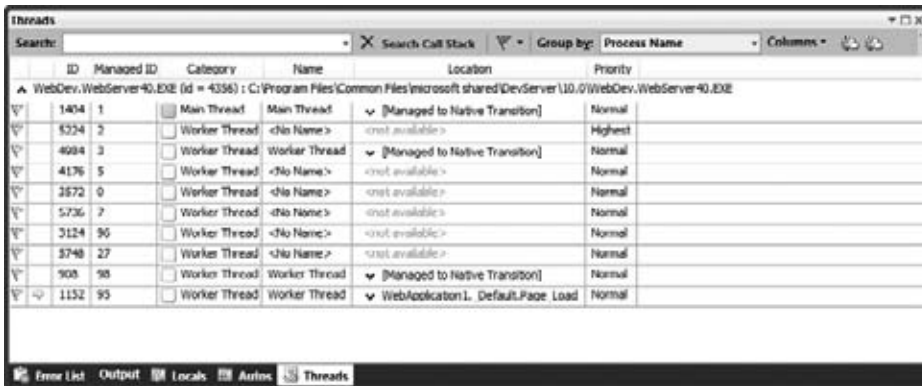 Threads
Search: Search Call Stack Group by: Process Name Columns
ID Managed ID Category Name Location Priority
WebDev.WebServer40.EXE (id = 4356) : C:\Program Files\Common Files\microsoft shared\DevServer\10.0\WebDev.WebServer40.EXE
1404 1 Main Thread Main Thread [Managed to Native Transition] Normal
5224 2 Worker Thread <No Name> <not available> Highest
4984 3 Worker Thread Worker Thread [Managed to Native Transition] Normal
4176 5 Worker Thread <No Name> <not available> Normal
3572 0 Worker Thread <No Name> <not available> Normal
5736 7 Worker Thread <No Name> <not available> Normal
3124 96 Worker Thread <No Name> <not available> Normal
5748 27 Worker Thread <No Name> <not available> Normal
908 98 Worker Thread Worker Thread [Managed to Native Transition] Normal
1152 95 Worker Thread Worker Thread WebApplication1._Default.Page_Load Normal
Error List Output Locals Autos Threads